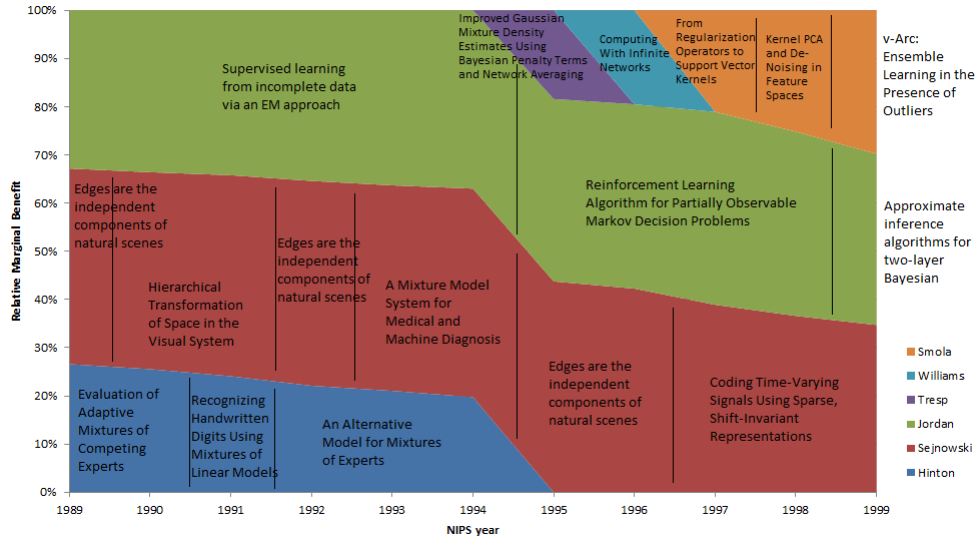 100%
90%
80%
70%
60%
50%
40%
30%
20%
10%
0%
Relative Marginal Benefit
Supervised learning
from incomplete data
via an EM approach
Improved Gaussian
Mixture Density
Estimates Using
Bayesian Penalty Terms
and Network Averaging
Computing
With Infinite
Networks
From
Regularization
Operators to
Support Vector
Kernels
Kernel PCA
and De-
Noising in
Feature
Spaces
v-Arc:
Ensemble
Learning in the
Presence of
Outliers
Edges are the
independent
components of
natural scenes
Hierarchical
Transformation
of Space in the
Visual System
Edges are the
independent
components of
natural scenes
A Mixture Model
System for
Medical and
Machine Diagnosis
Reinforcement Learning
Algorithm for Partially Observable
Markov Decision Problems
Approximate
inference
algorithms for
two-layer
Bayesian
Evaluation of
Adaptive
Mixtures of
Competing
Experts
Recognizing
Handwritten
Digits Using
Mixtures of
Linear Models
An Alternative
Model for Mixtures
of Experts
Edges are the
independent
components of
natural scenes
Coding Time-Varying
Signals Using Sparse,
Shift-Invariant
Representations
Smola
Williams
Tresp
Jordan
Sejnowski
Hinton
1989 1990 1991 1992 1993 1994 1995 1996 1997 1998 1999
NIPS year